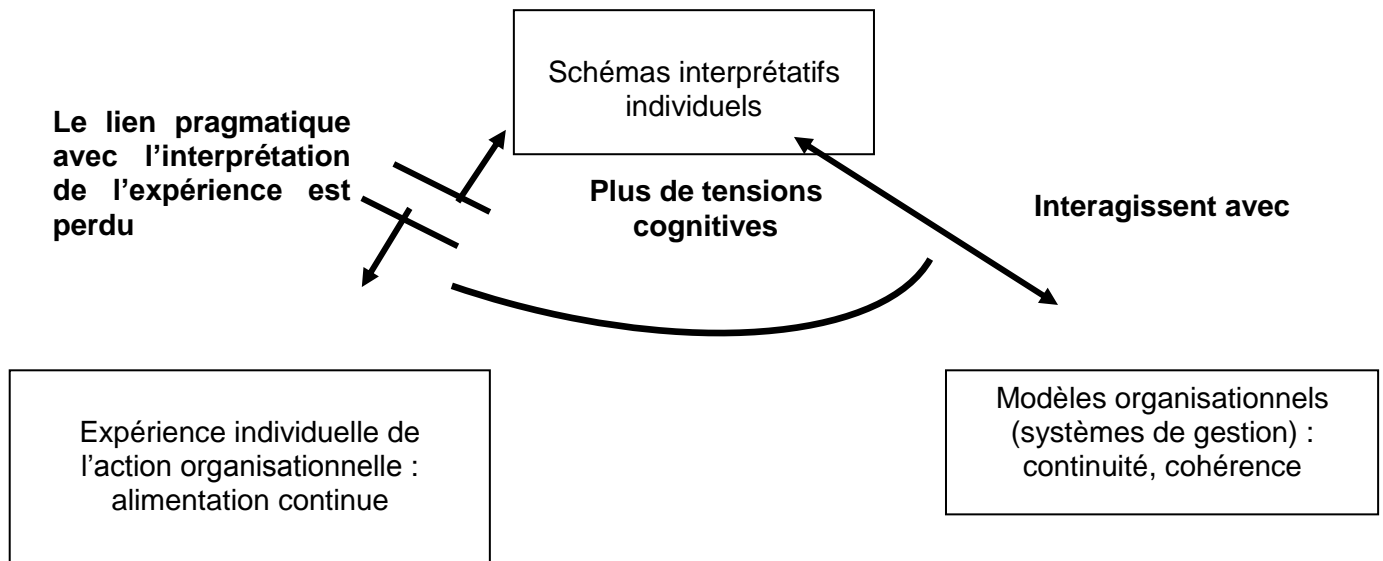 Schémas interprétatifs
individuels
Le lien pragmatique
avec l’interprétation
de l’expérience est
perdu
Plus de tensions
cognitives
Interagissent avec
Expérience individuelle de
l’action organisationnelle :
alimentation continue
Modèles organisationnels
(systèmes de gestion) :
continuité, cohérence